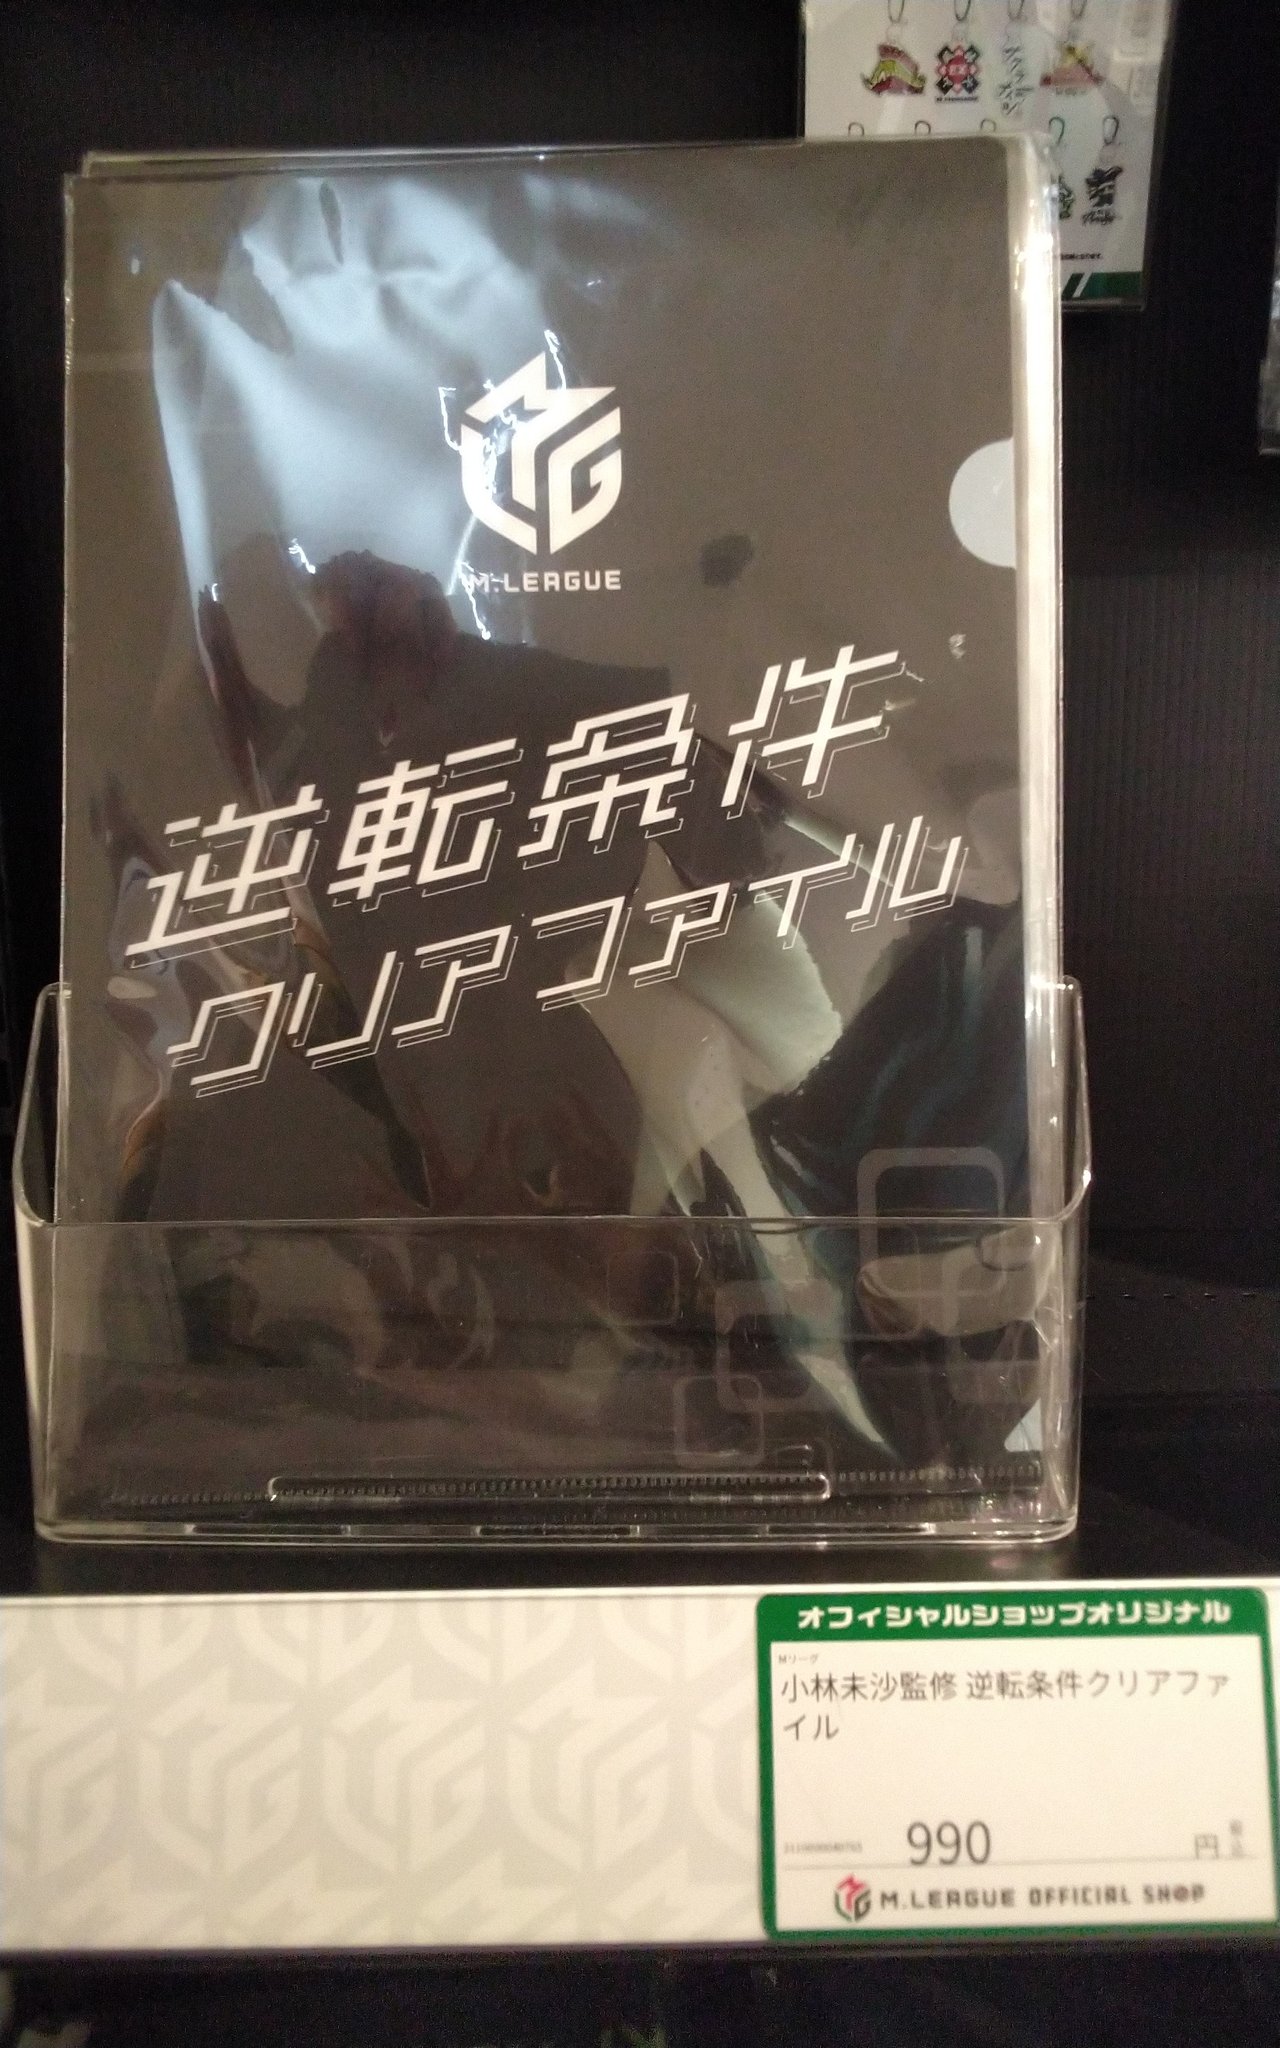 M.LEAGUE
逆転条件
クリアファイル
オフィシャルショップオリジナル
Mリーグ
小林未沙監修 逆転条件クリアファ
イル
990 円 税込
M.LEAGUE OFFICIAL SHOP